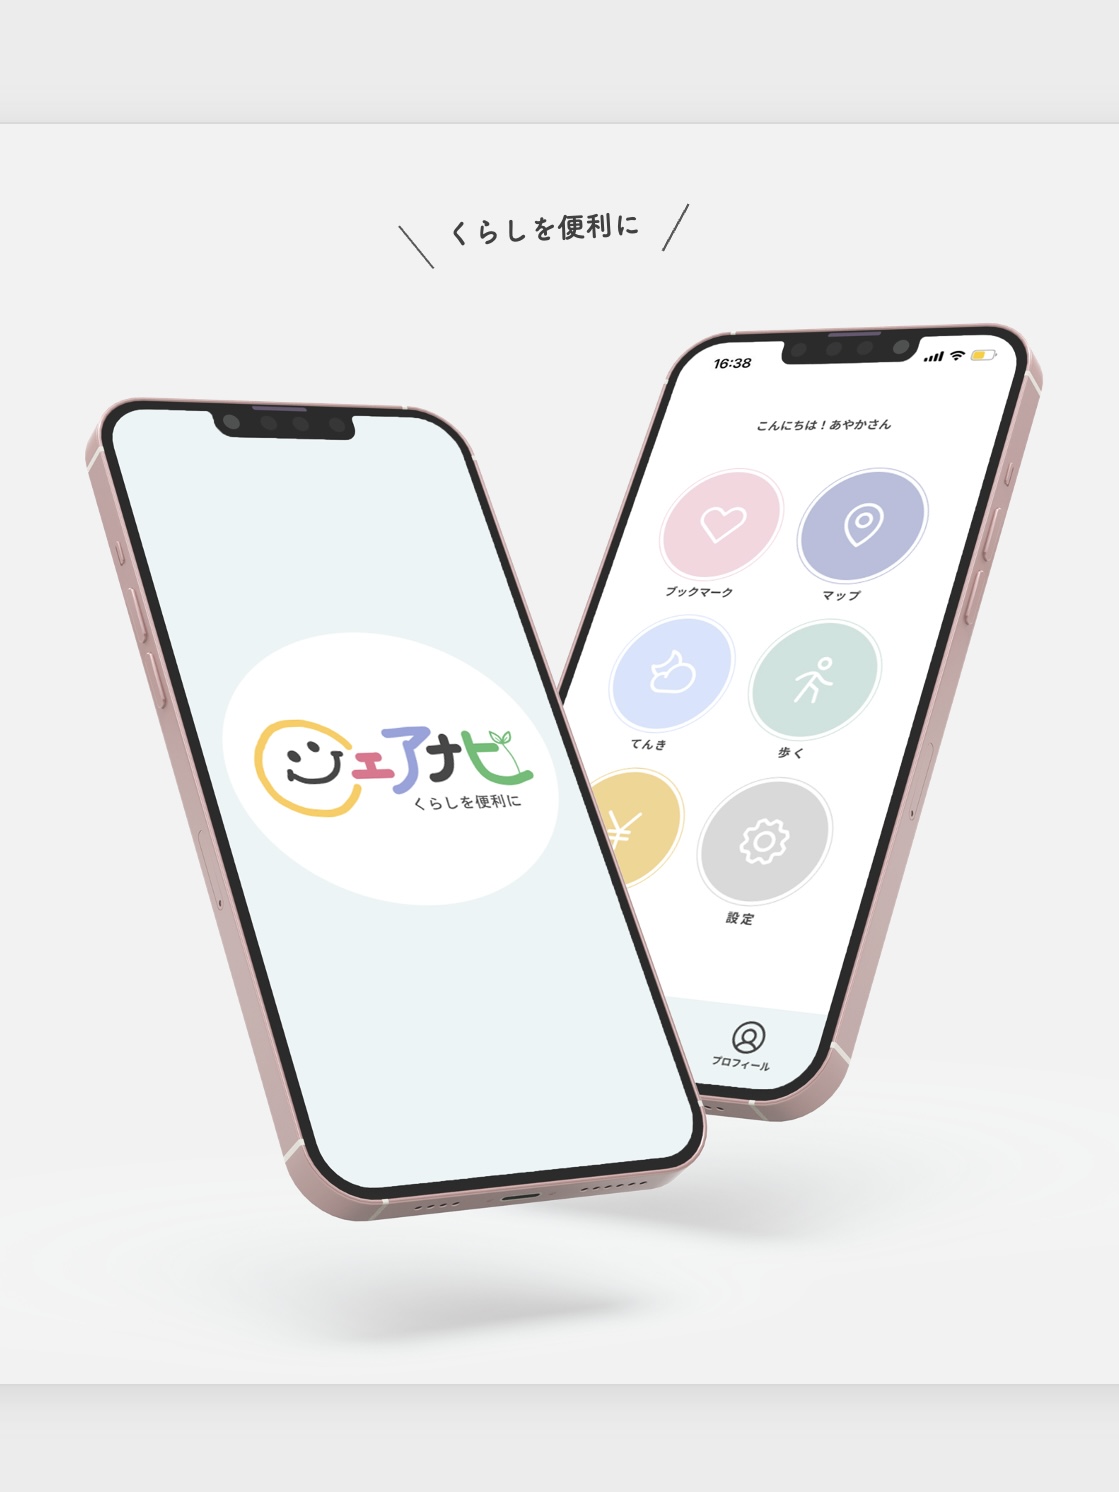 くらしを便利に
シェアナビ
くらしを便利に
16:38
こんにちは！あやかさん
ブックマーク
マップ
てんき
歩く
¥
設定
プロフィール